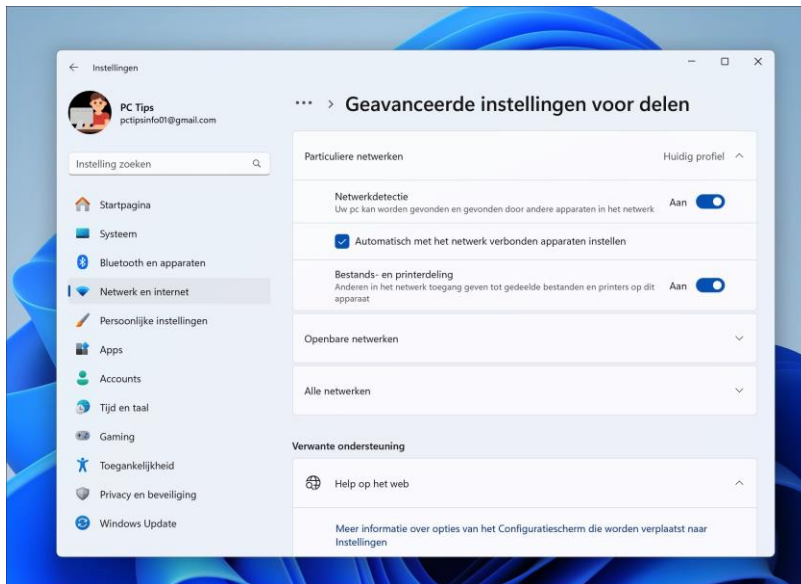 Instellingen
PC Tips
pctipsinfo01@gmail.com
Instelling zoeken
Startpagina
Systeem
Bluetooth en apparaten
Netwerk en internet
Persoonlijke instellingen
Apps
Accounts
Tijd en taal
Gaming
Toegankelijkheid
Privacy en beveiliging
Windows Update
··· > Geavanceerde instellingen voor delen
Particuliere netwerken Huidig profiel
Netwerkdetectie
Uw pc kan worden gevonden en gevonden door andere apparaten in het netwerk
Aan
Automatisch met het netwerk verbonden apparaten instellen
Bestands- en printerdeling
Anderen in het netwerk toegang geven tot gedeelde bestanden en printers op dit
apparaat
Aan
Openbare netwerken
Alle netwerken
Verwante ondersteuning
Help op het web
Meer informatie over opties van het Configuratiescherm die worden verplaatst naar
Instellingen